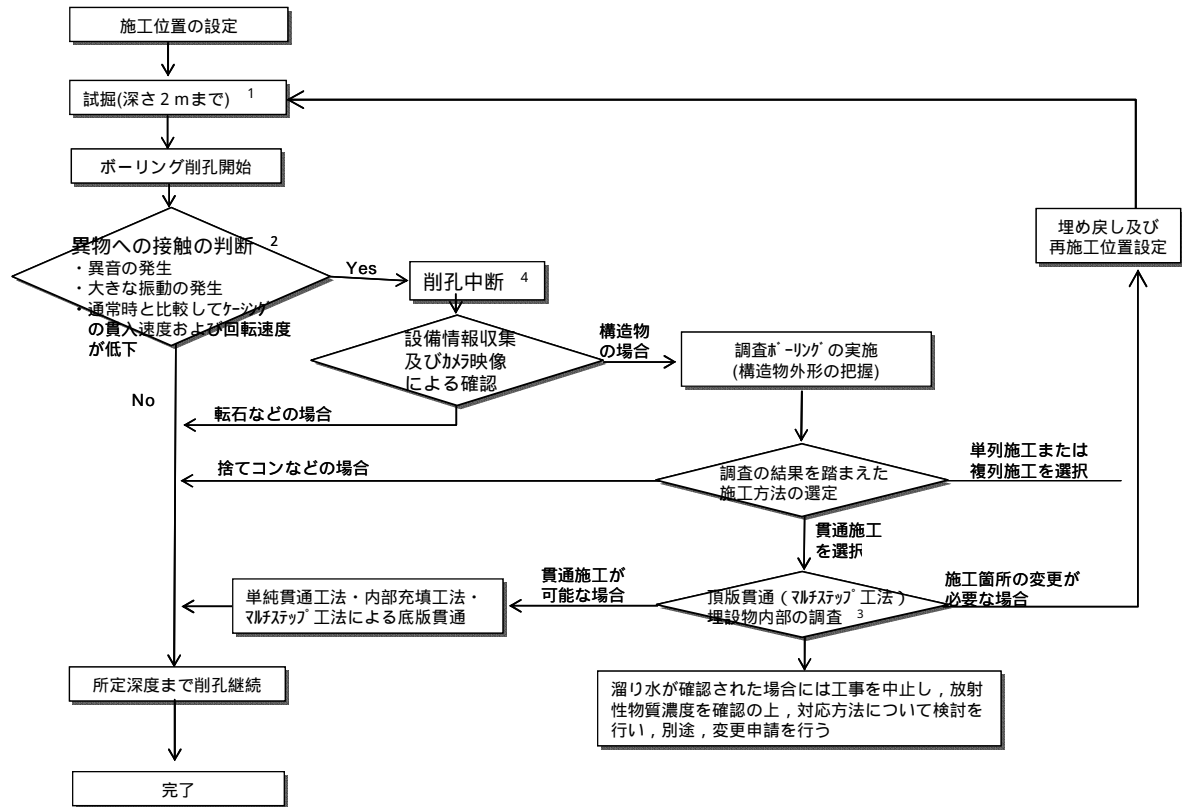 施工位置の設定
試掘(深さ２ｍまで) 1
ボーリング削孔開始
異物への接触の判断 2
・異音の発生
・大きな振動の発生
・通常時と比較してｹｰｼﾝｸﾞ
の貫入速度および回転速度
が低下
Yes
No
削孔中断 4
設備情報収集
及びｶﾒﾗ映像
による確認
構造物
の場合
転石などの場合
調査ﾎﾞｰﾘﾝｸﾞの実施
(構造物外形の把握)
埋め戻し及び
再施工位置設定
捨てコンなどの場合
調査の結果を踏まえた
施工方法の選定
単列施工または
複列施工を選択
貫通施工
を選択
単純貫通工法・内部充填工法・
ﾏﾙﾁｽﾃｯﾌﾟ工法による底版貫通
貫通施工が
可能な場合
頂版貫通（ﾏﾙﾁｽﾃｯﾌﾟ工法）
埋設物内部の調査 3
施工箇所の変更が
必要な場合
所定深度まで削孔継続
溜り水が確認された場合には工事を中止し，放射
性物質濃度を確認の上，対応方法について検討を
行い，別途，変更申請を行う
完了